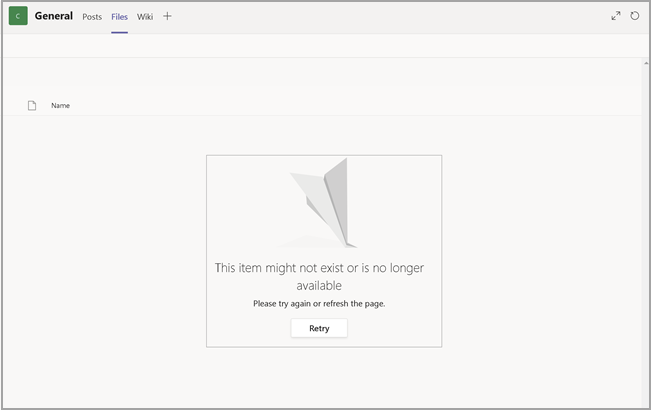 C General Posts Files Wiki
Name
This item might not exist or is no longer
available
Please try again or refresh the page.
Retry